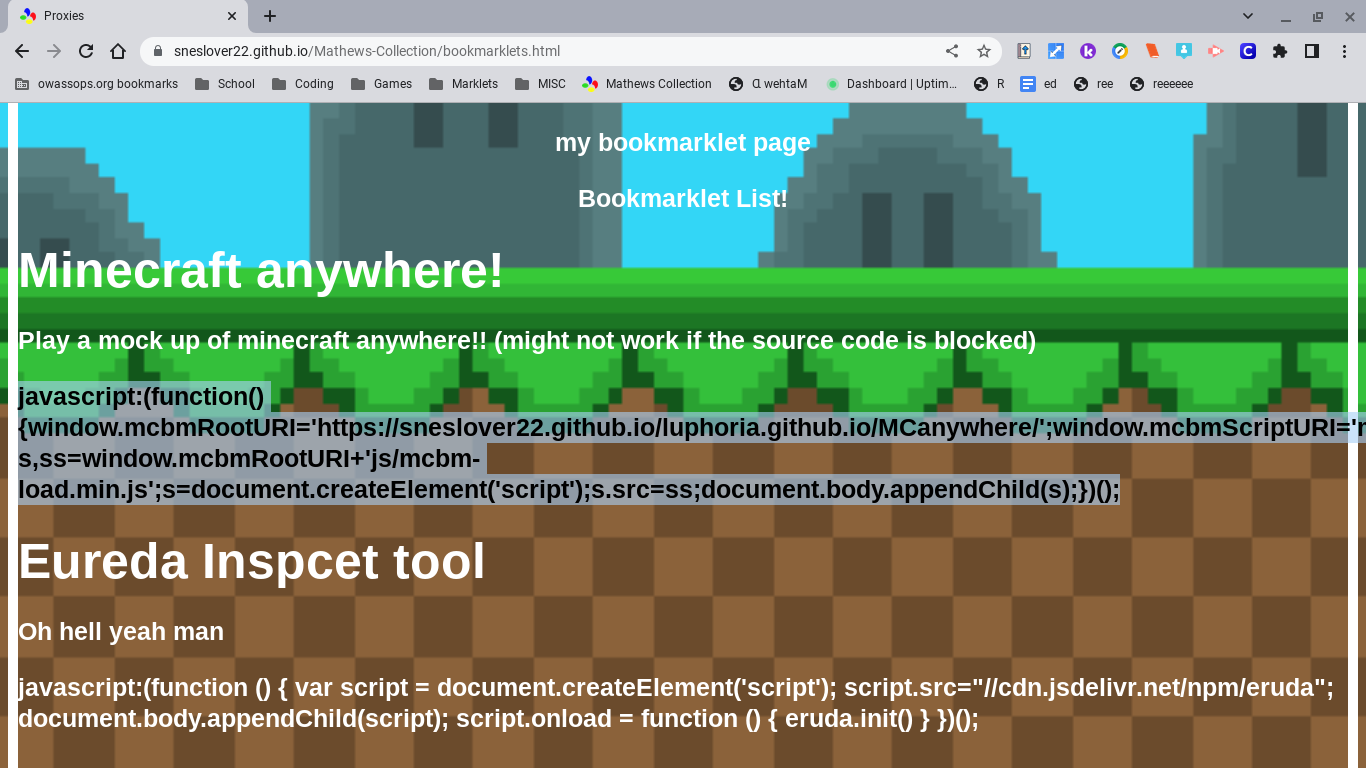 Proxies
sneslover22.github.io/Mathews-Collection/bookmarklets.html
owassops.org bookmarks School Coding Games Marklets MISC Mathews Collection ᗡ wehtaM Dashboard | Uptim… R ed ree reeeeee
my bookmarklet page
Bookmarklet List!
Minecraft anywhere!
Play a mock up of minecraft anywhere!! (might not work if the source code is blocked)
javascript:(function()
{window.mcbmRootURI='https://sneslover22.github.io/luphoria.github.io/MCanywhere/';window.mcbmScriptURI='
s,ss=window.mcbmRootURI+'js/mcbm-
load.min.js';s=document.createElement('script');s.src=ss;document.body.appendChild(s);})();
Eureda Inspcet tool
Oh hell yeah man
javascript:(function () { var script = document.createElement('script'); script.src="//cdn.jsdelivr.net/npm/eruda";
document.body.appendChild(script); script.onload = function () { eruda.init() } })();